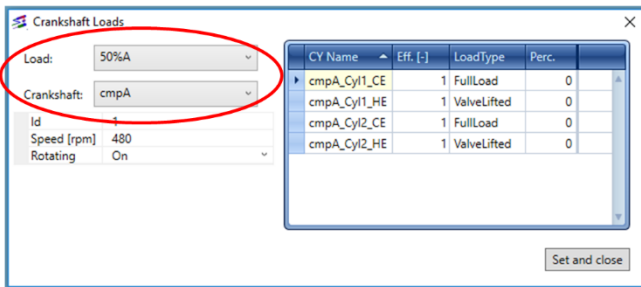 Crankshaft Loads
Load: 50%A
Crankshaft: cmpA
Id 1
Speed [rpm] 480
Rotating On
CY Name Eff. [-] LoadType Perc.
cmpA_Cyl1_CE 1 FullLoad 0
cmpA_Cyl1_HE 1 ValveLifted 0
cmpA_Cyl2_CE 1 FullLoad 0
cmpA_Cyl2_HE 1 ValveLifted 0
Set and close